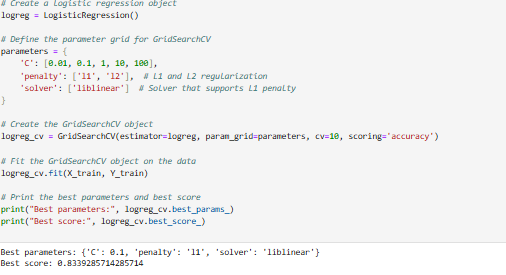 # Create a logistic regression object
logreg = LogisticRegression()
# Define the parameter grid for GridSearchCV
parameters = {
    'C': [0.01, 0.1, 1, 10, 100],
    'penalty': ['l1', 'l2'],  # L1 and L2 regularization
    'solver': ['liblinear']  # Solver that supports L1 penalty
}
# Create the GridSearchCV object
logreg_cv = GridSearchCV(estimator=logreg, param_grid=parameters, cv=10, scoring='accuracy')
# Fit the GridSearchCV object on the data
logreg_cv.fit(X_train, Y_train)
# Print the best parameters and best score
print("Best parameters:", logreg_cv.best_params_)
print("Best score:", logreg_cv.best_score_)
Best parameters: {'C': 0.1, 'penalty': 'l1', 'solver': 'liblinear'}
Best score: 0.8339285714285714